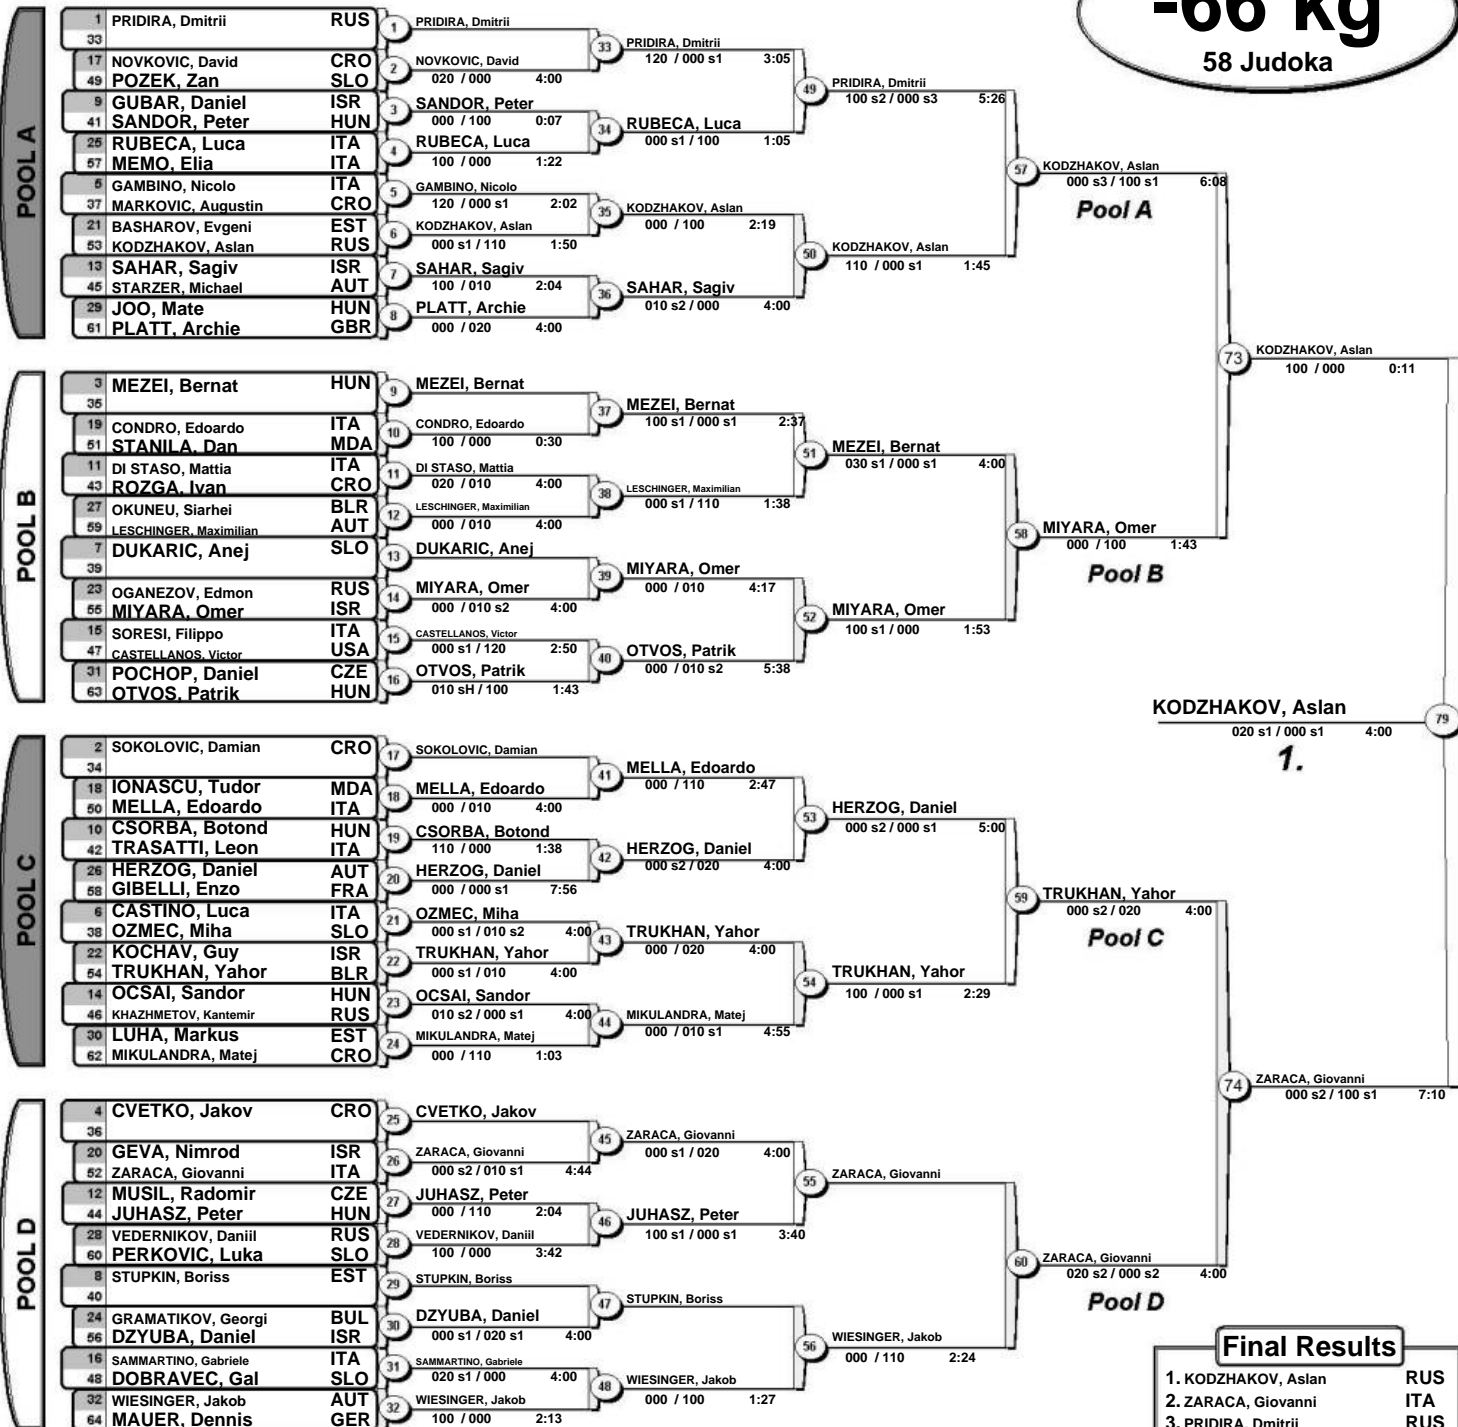 -66 kg
58 Judoka
POOL A
1 PRIDIRA, Dmitrii RUS
33
17 NOVKOVIC, David CRO
49 POZEK, Zan SLO
9 GUBAR, Daniel ISR
41 SANDOR, Peter HUN
25 RUBECA, Luca ITA
57 MEMO, Elia ITA
5 GAMBINO, Nicolo ITA
37 MARKOVIC, Augustin CRO
21 BASHAROV, Evgeni EST
53 KODZHAKOV, Aslan RUS
13 SAHAR, Sagiv ISR
45 STARZER, Michael AUT
29 JOO, Mate HUN
61 PLATT, Archie GBR
1 PRIDIRA, Dmitrii
2 NOVKOVIC, David
020 / 000 4:00
3 SANDOR, Peter
000 / 100 0:07
4 RUBECA, Luca
100 / 000 1:22
5 GAMBINO, Nicolo
120 / 000 s1 2:02
6 KODZHAKOV, Aslan
000 s1 / 110 1:50
7 SAHAR, Sagiv
100 / 010 2:04
8 PLATT, Archie
000 / 020 4:00
33 PRIDIRA, Dmitrii
120 / 000 s1 3:05
34 RUBECA, Luca
000 s1 / 100 1:05
35 KODZHAKOV, Aslan
000 / 100 2:19
36 SAHAR, Sagiv
010 s2 / 000 4:00
49 PRIDIRA, Dmitrii
100 s2 / 000 s3 5:26
50 KODZHAKOV, Aslan
110 / 000 s1 1:45
57 KODZHAKOV, Aslan
000 s3 / 100 s1 6:08
Pool A
POOL B
3 MEZEI, Bernat HUN
35
19 CONDRO, Edoardo ITA
51 STANILA, Dan MDA
11 DI STASO, Mattia ITA
43 ROZGA, Ivan CRO
27 OKUNEU, Siarhei BLR
59 LESCHINGER, Maximilian AUT
7 DUKARIC, Anej SLO
39
23 OGANEZOV, Edmon RUS
55 MIYARA, Omer ISR
15 SORESI, Filippo ITA
47 CASTELLANOS, Victor USA
31 POCHOP, Daniel CZE
63 OTVOS, Patrik HUN
9 MEZEI, Bernat
10 CONDRO, Edoardo
100 / 000 0:30
11 DI STASO, Mattia
020 / 010 4:00
12 LESCHINGER, Maximilian
000 / 010 4:00
13 DUKARIC, Anej
14 MIYARA, Omer
000 / 010 s2 4:00
15 CASTELLANOS, Victor
000 s1 / 120 2:50
16 OTVOS, Patrik
010 sH / 100 1:43
37 MEZEI, Bernat
100 s1 / 000 s1 2:37
38 LESCHINGER, Maximilian
000 s1 / 110 1:38
39 MIYARA, Omer
000 / 010 4:17
40 OTVOS, Patrik
000 / 010 s2 5:38
51 MEZEI, Bernat
030 s1 / 000 s1 4:00
52 MIYARA, Omer
100 s1 / 000 1:53
58 MIYARA, Omer
000 / 100 1:43
Pool B
73 KODZHAKOV, Aslan
100 / 000 0:11
KODZHAKOV, Aslan 79
020 s1 / 000 s1 4:00
1.
POOL C
2 SOKOLOVIC, Damian CRO
34
18 IONASCU, Tudor MDA
50 MELLA, Edoardo ITA
10 CSORBA, Botond HUN
42 TRASATTI, Leon ITA
26 HERZOG, Daniel AUT
58 GIBELLI, Enzo FRA
6 CASTINO, Luca ITA
38 OZMEC, Miha SLO
22 KOCHAV, Guy ISR
54 TRUKHAN, Yahor BLR
14 OCSAI, Sandor HUN
46 KHAZHMETOV, Kantemir RUS
30 LUHA, Markus EST
62 MIKULANDRA, Matej CRO
17 SOKOLOVIC, Damian
18 MELLA, Edoardo
000 / 010 4:00
19 CSORBA, Botond
110 / 000 1:38
20 HERZOG, Daniel
000 / 000 s1 7:56
21 OZMEC, Miha
000 s1 / 010 s2 4:00
22 TRUKHAN, Yahor
000 s1 / 010 4:00
23 OCSAI, Sandor
010 s2 / 000 s1 4:00
24 MIKULANDRA, Matej
000 / 110 1:03
41 MELLA, Edoardo
000 / 110 2:47
42 HERZOG, Daniel
000 s2 / 020 4:00
43 TRUKHAN, Yahor
000 / 020 4:00
44 MIKULANDRA, Matej
000 / 010 s1 4:55
53 HERZOG, Daniel
000 s2 / 000 s1 5:00
54 TRUKHAN, Yahor
100 / 000 s1 2:29
59 TRUKHAN, Yahor
000 s2 / 020 4:00
Pool C
POOL D
4 CVETKO, Jakov CRO
36
20 GEVA, Nimrod ISR
52 ZARACA, Giovanni ITA
12 MUSIL, Radomir CZE
44 JUHASZ, Peter HUN
28 VEDERNIKOV, Daniil RUS
60 PERKOVIC, Luka SLO
8 STUPKIN, Boriss EST
40
24 GRAMATIKOV, Georgi BUL
56 DZYUBA, Daniel ISR
16 SAMMARTINO, Gabriele ITA
48 DOBRAVEC, Gal SLO
32 WIESINGER, Jakob AUT
64 MAUER, Dennis GER
25 CVETKO, Jakov
26 ZARACA, Giovanni
000 s2 / 010 s1 4:44
27 JUHASZ, Peter
000 / 110 2:04
28 VEDERNIKOV, Daniil
100 / 000 3:42
29 STUPKIN, Boriss
30 DZYUBA, Daniel
000 s1 / 020 s1 4:00
31 SAMMARTINO, Gabriele
020 s1 / 000 4:00
32 WIESINGER, Jakob
100 / 000 2:13
45 ZARACA, Giovanni
000 s1 / 020 4:00
46 JUHASZ, Peter
100 s1 / 000 s1 3:40
47 STUPKIN, Boriss
48 WIESINGER, Jakob
000 / 100 1:27
55 ZARACA, Giovanni
56 WIESINGER, Jakob
000 / 110 2:24
60 ZARACA, Giovanni
020 s2 / 000 s2 4:00
Pool D
74 ZARACA, Giovanni
000 s2 / 100 s1 7:10
Final Results
1. KODZHAKOV, Aslan RUS
2. ZARACA, Giovanni ITA
3. PRIDIRA, Dmitrii RUS